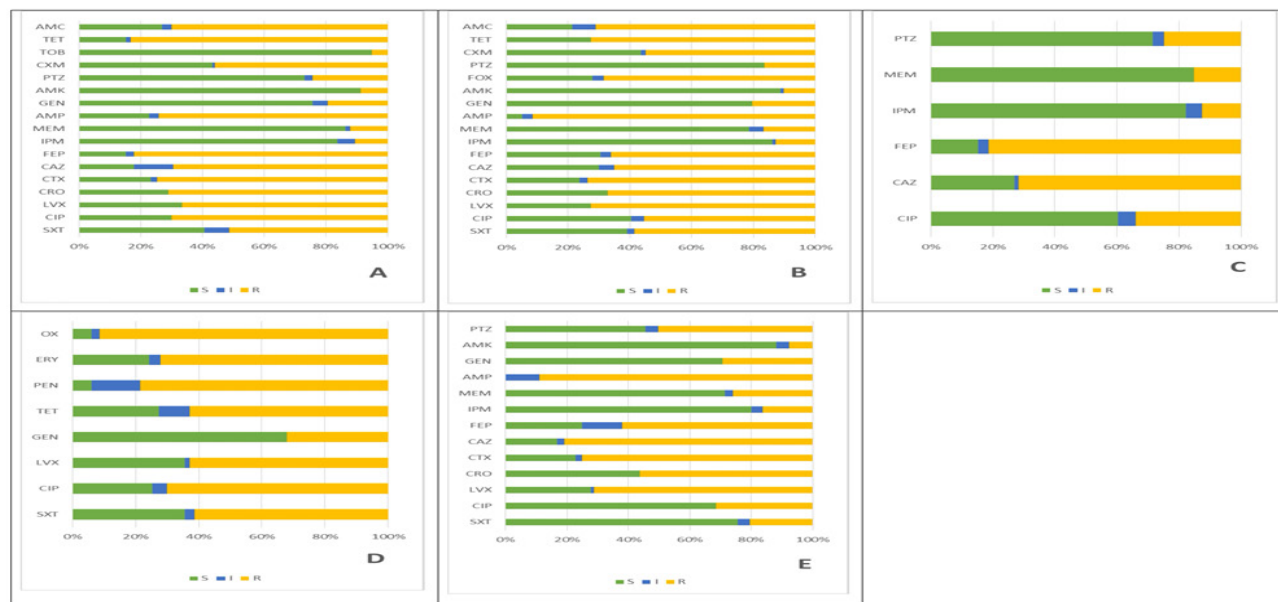 AMC
TET
TOB
CXM
PTZ
AMK
GEN
AMP
MEM
IPM
FEP
CAZ
CTX
CRO
LVX
CIP
SXT
0% 20% 40% 60% 80% 100%
A
S I R
AMC
TET
CXM
PTZ
FOX
AMK
GEN
AMP
MEM
IPM
FEP
CAZ
CTX
CRO
LVX
CIP
SXT
0% 20% 40% 60% 80% 100%
B
S I R
PTZ
MEM
IPM
FEP
CAZ
CIP
0% 20% 40% 60% 80% 100%
C
S I R
OX
ERY
PEN
TET
GEN
LVX
CIP
SXT
0% 20% 40% 60% 80% 100%
D
S I R
PTZ
AMK
GEN
AMP
MEM
IPM
FEP
CAZ
CTX
CRO
LVX
CIP
SXT
0% 20% 40% 60% 80% 100%
E
S I R